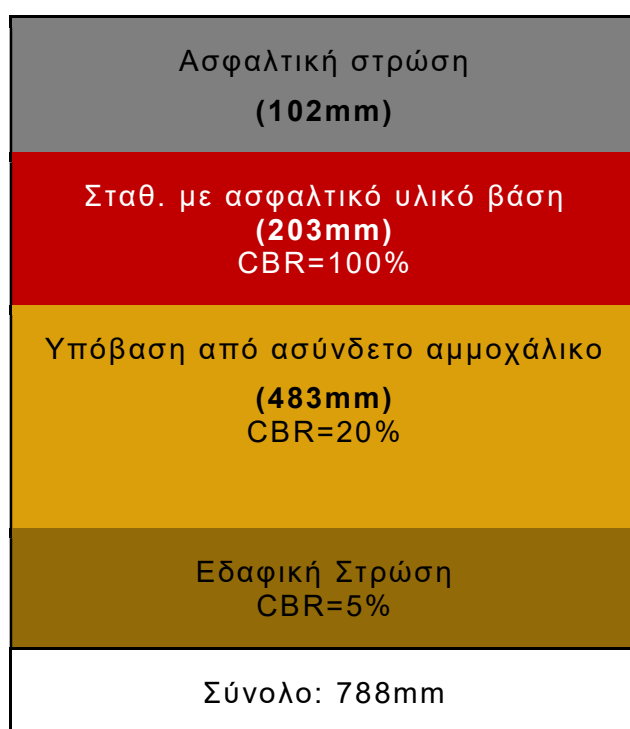 Ασφαλτική στρώση
(102mm)
Σταθ. με ασφαλτικό υλικό βάση
(203mm)
CBR=100%
Υπόβαση από ασύνδετο αμμοχάλικο
(483mm)
CBR=20%
Εδαφική Στρώση
CBR=5%
Σύνολο: 788mm